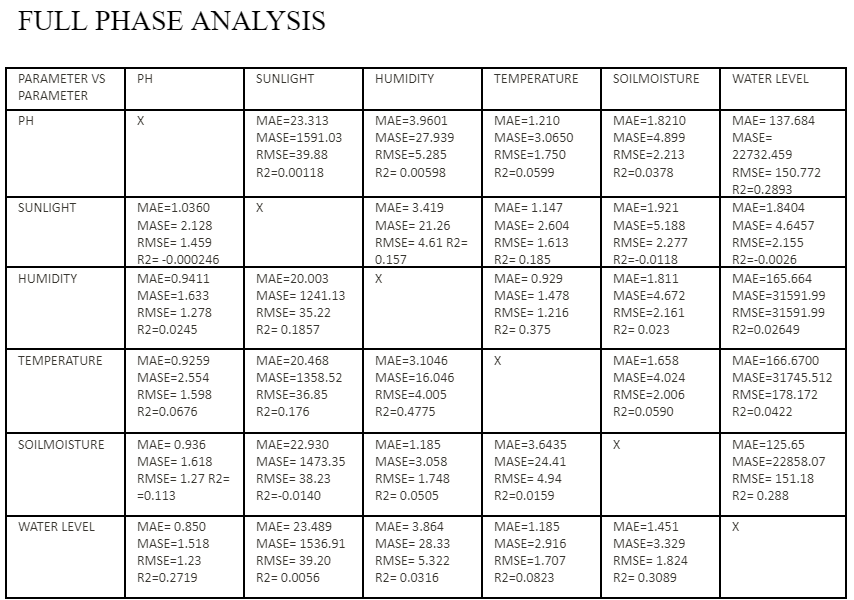 FULL PHASE ANALYSIS
PARAMETER VS
PARAMETER
PH
SUNLIGHT
HUMIDITY
TEMPERATURE
SOILMOISTURE
WATER LEVEL
PH
X
MAE=23.313
MASE=1591.03
RMSE=39.88
R2=0.00118
MAE=3.9601
MASE=27.939
RMSE=5.285
R2= 0.00598
MAE=1.210
MASE=3.0650
RMSE=1.750
R2=0.0599
MAE=1.8210
MASE=4.899
RMSE=2.213
R2=0.0378
MAE= 137.684
MASE=
22732.459
RMSE= 150.772
R2=0.2893
SUNLIGHT
MAE=1.0360
MASE= 2.128
RMSE= 1.459
R2= -0.000246
X
MAE= 3.419
MASE= 21.26
RMSE= 4.61 R2=
0.157
MAE= 1.147
MASE= 2.604
RMSE= 1.613
R2= 0.185
MAE=1.921
MASE=5.188
RMSE= 2.277
R2=-0.0118
MAE=1.8404
MASE= 4.6457
RMSE=2.155
R2=-0.0026
HUMIDITY
MAE=0.9411
MASE=1.633
RMSE= 1.278
R2=0.0245
MAE=20.003
MASE= 1241.13
RMSE= 35.22
R2= 0.1857
X
MAE= 0.929
MASE= 1.478
RMSE= 1.216
R2= 0.375
MAE=1.811
MASE=4.672
RMSE=2.161
R2= 0.023
MAE=165.664
MASE=31591.99
RMSE=31591.99
R2=0.02649
TEMPERATURE
MAE=0.9259
MASE=2.554
RMSE= 1.598
R2=0.0676
MAE=20.468
MASE=1358.52
RMSE=36.85
R2=0.176
MAE=3.1046
MASE=16.046
RMSE=4.005
R2=0.4775
X
MAE=1.658
MASE=4.024
RMSE=2.006
R2=0.0590
MAE=166.6700
MASE=31745.512
RMSE=178.172
R2=0.0422
SOILMOISTURE
MAE= 0.936
MASE= 1.618
RMSE= 1.27 R2=
=0.113
MAE=22.930
MASE= 1473.35
RMSE= 38.23
R2=-0.0140
MAE=1.185
MASE=3.058
RMSE= 1.748
R2= 0.0505
MAE=3.6435
MASE=24.41
RMSE= 4.94
R2=0.0159
X
MAE=125.65
MASE=22858.07
RMSE= 151.18
R2= 0.288
WATER LEVEL
MAE= 0.850
MASE=1.518
RMSE=1.23
R2=0.2719
MAE= 23.489
MASE= 1536.91
RMSE= 39.20
R2= 0.0056
MAE= 3.864
MASE= 28.33
RMSE= 5.322
R2= 0.0316
MAE=1.185
MASE=2.916
RMSE=1.707
R2=0.0823
MAE=1.451
MASE=3.329
RMSE= 1.824
R2= 0.3089
X